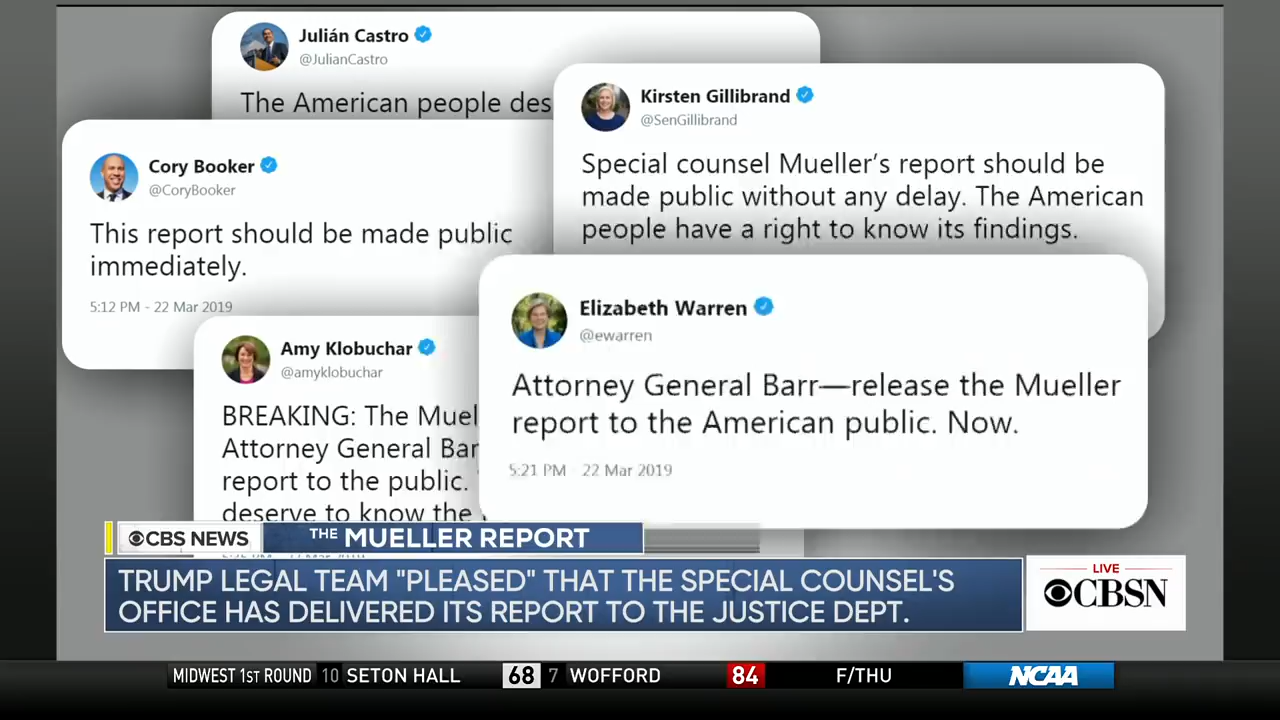 Julián Castro
@JulianCastro
The American people des
Kirsten Gillibrand
@SenGillibrand
Special counsel Mueller's report should be
made public without any delay. The American
people have a right to know its findings.
Cory Booker
@CoryBooker
This report should be made public
immediately.
5:12 PM - 22 Mar 2019
Elizabeth Warren
@ewarren
Attorney General Barr—release the Mueller
report to the American public. Now.
5:21 PM 22 Mar 2019
Amy Klobuchar
@amyklobuchar
BREAKING: The Muel
Attorney General Bar
report to the public.
deserve to know the
CBS NEWS
THE MUELLER REPORT
TRUMP LEGAL TEAM "PLEASED" THAT THE SPECIAL COUNSEL'S
OFFICE HAS DELIVERED ITS REPORT TO THE JUSTICE DEPT.
LIVE
CBSN
MIDWEST 1ST ROUND 10 SETON HALL 68 7 WOFFORD 84 F/THU NCAA